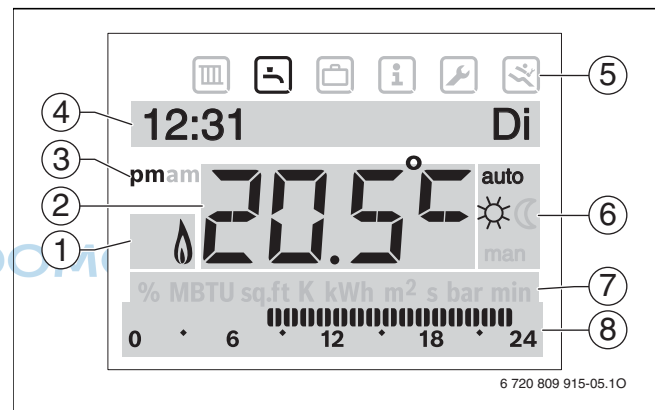 5
4 12:31 Di
3 pm am
2 20.5°C auto
6
1 man
DOMO
% MBTU sq.ft K kWh m² s bar min 7
8
0 6 12 18 24
6 720 809 915-05.1O